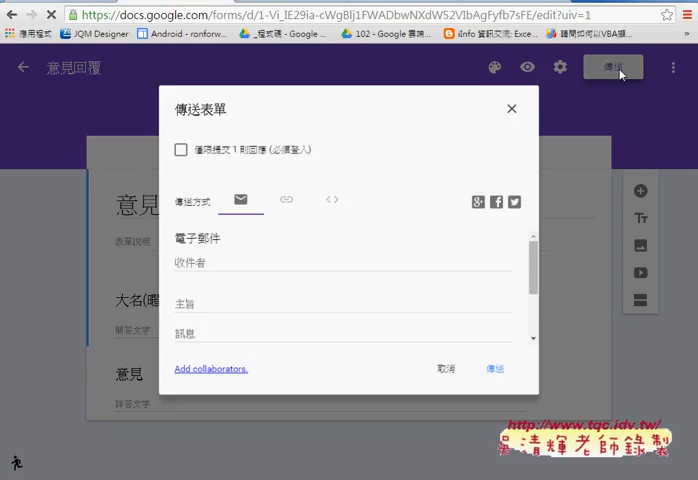 https://docs.google.com/forms/d/1-Vi_IE29ia-cWgBlj1FWADbwNXdW52VIbAgFyfb7sFE/edit?uiv=1
應用程式 JQM Designer Android - ronforw... _程式碼 - Google ... 102 - Google 雲端... iInfo 資訊交流: Exce... 請問如何以VBA擷...
意見回覆
傳送
傳送表單
僅限提交 1 則回應 (必須登入)
傳送方式
意見
電子郵件
表單說明
收件者
大名(暱
主旨
簡答文字
訊息
Add collaborators.
取消 傳送
意見
詳答文字
http://www.tqc.idv.tw/
吳清輝老師錄製